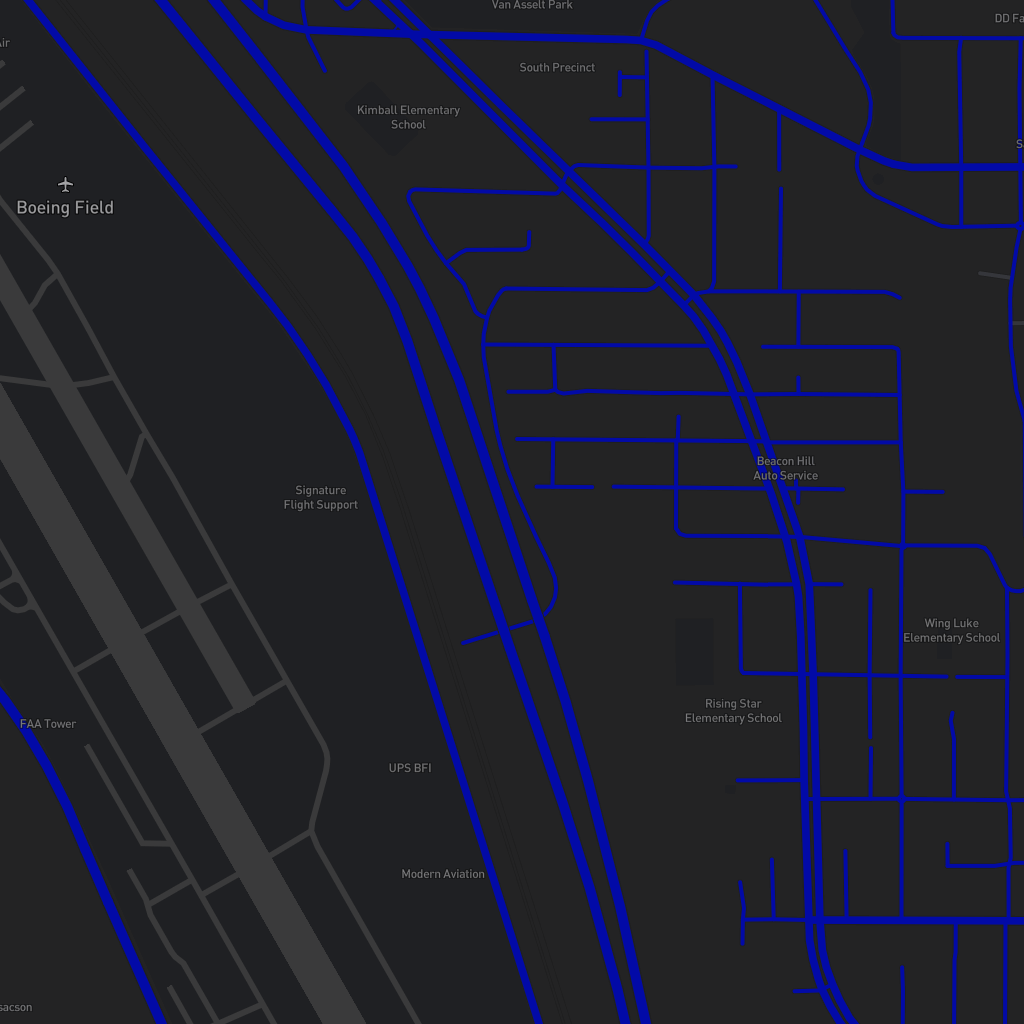 Van Asselt Park
DD Fa
Air
South Precinct
Kimball Elementary
School
Boeing Field
Beacon Hill
Auto Service
Signature
Flight Support
Wing Luke
Elementary School
Rising Star
Elementary School
FAA Tower
UPS BFI
Modern Aviation
sacson